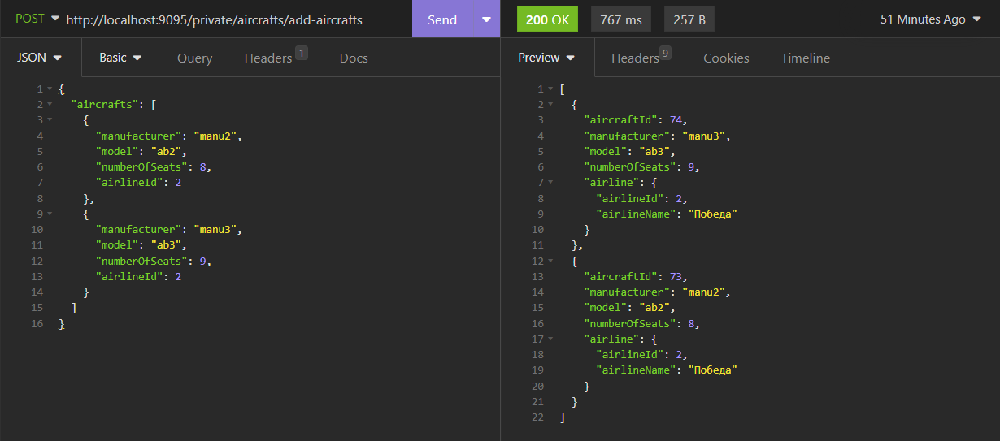 POST http://localhost:9095/private/aircrafts/add-aircrafts Send 200 OK 767 ms 257 B 51 Minutes Ago
JSON Basic Query Headers 1 Docs
1 {
2 "aircrafts": [
3 {
4 "manufacturer": "manu2",
5 "model": "ab2",
6 "numberOfSeats": 8,
7 "airlineId": 2
8 },
9 {
10 "manufacturer": "manu3",
11 "model": "ab3",
12 "numberOfSeats": 9,
13 "airlineId": 2
14 }
15 ]
16 }
Preview Headers 9 Cookies Timeline
1 [
2 {
3 "aircraftId": 74,
4 "manufacturer": "manu3",
5 "model": "ab3",
6 "numberOfSeats": 9,
7 "airline": {
8 "airlineId": 2,
9 "airlineName": "Победа"
10 }
11 },
12 {
13 "aircraftId": 73,
14 "manufacturer": "manu2",
15 "model": "ab2",
16 "numberOfSeats": 8,
17 "airline": {
18 "airlineId": 2,
19 "airlineName": "Победа"
20 }
21 }
22 ]